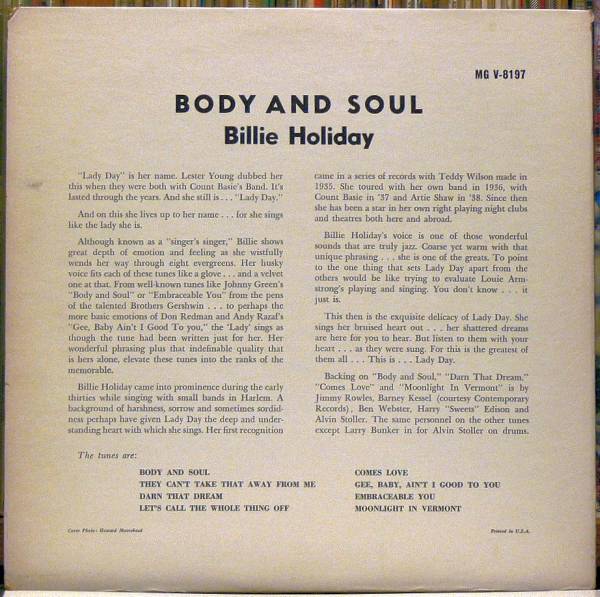 MG V-8197
BODY AND SOUL
Billie Holiday
"Lady Day" is her name. Lester Young dubbed her
this when they were both with Count Basie's Band. It's
lasted through the years. And she still is . . . "Lady Day."
And on this she lives up to her name . . . for she sings
like the lady she is.
Although known as a "singer's singer," Billie shows
great depth of emotion and feeling as she wistfully
wends her way through eight evergreens. Her husky
voice fits each of these tunes like a glove . . . and a velvet
one at that. From well-known tunes like Johnny Green's
"Body and Soul" or "Embraceable You" from the pens
of the talented Brothers Gershwin . . . to perhaps the
more basic emotions of Don Redman and Andy Razaf's
"Gee, Baby Ain't I Good To You," the 'Lady' sings as
though the tune had been written just for her. Her
wonderful phrasing plus that indefinable quality that
is hers alone, elevate these tunes into the ranks of the
memorable.
Billie Holiday came into prominence during the early
thirties while singing with small bands in Harlem. A
background of harshness, sorrow and sometimes sordid-
ness perhaps have given Lady Day the deep and under-
standing heart with which she sings. Her first recognition
came in a series of records with Teddy Wilson made in
1935. She toured with her own band in 1936, with
Count Basie in '37 and Artie Shaw in '38. Since then
she has been a star in her own right playing night clubs
and theatres both here and abroad.
Billie Holiday's voice is one of those wonderful
sounds that are truly jazz. Coarse yet warm with that
unique phrasing . . . she is one of the greats. To point
to the one thing that sets Lady Day apart from the
others would be like trying to evaluate Louie Arm-
strong's playing and singing. You don't know . . . it
just is.
This then is the exquisite delicacy of Lady Day. She
sings her bruised heart out . . . her shattered dreams
are here for you to hear. But listen to them with your
heart . . . as they were sung. For this is the greatest of
them all . . . This is . . . Lady Day.
Backing on "Body and Soul," "Darn That Dream,"
"Comes Love" and "Moonlight In Vermont" is by
Jimmy Rowles, Barney Kessel (courtesy Contemporary
Records), Ben Webster, Harry "Sweets" Edison and
Alvin Stoller. The same personnel on the other tunes
except Larry Bunker in for Alvin Stoller on drums.
The tunes are:
BODY AND SOUL
THEY CAN'T TAKE THAT AWAY FROM ME
DARN THAT DREAM
LET'S CALL THE WHOLE THING OFF
COMES LOVE
GEE, BABY, AIN'T I GOOD TO YOU
EMBRACEABLE YOU
MOONLIGHT IN VERMONT
Cover Photo: Howard Morehead
Printed in U.S.A.